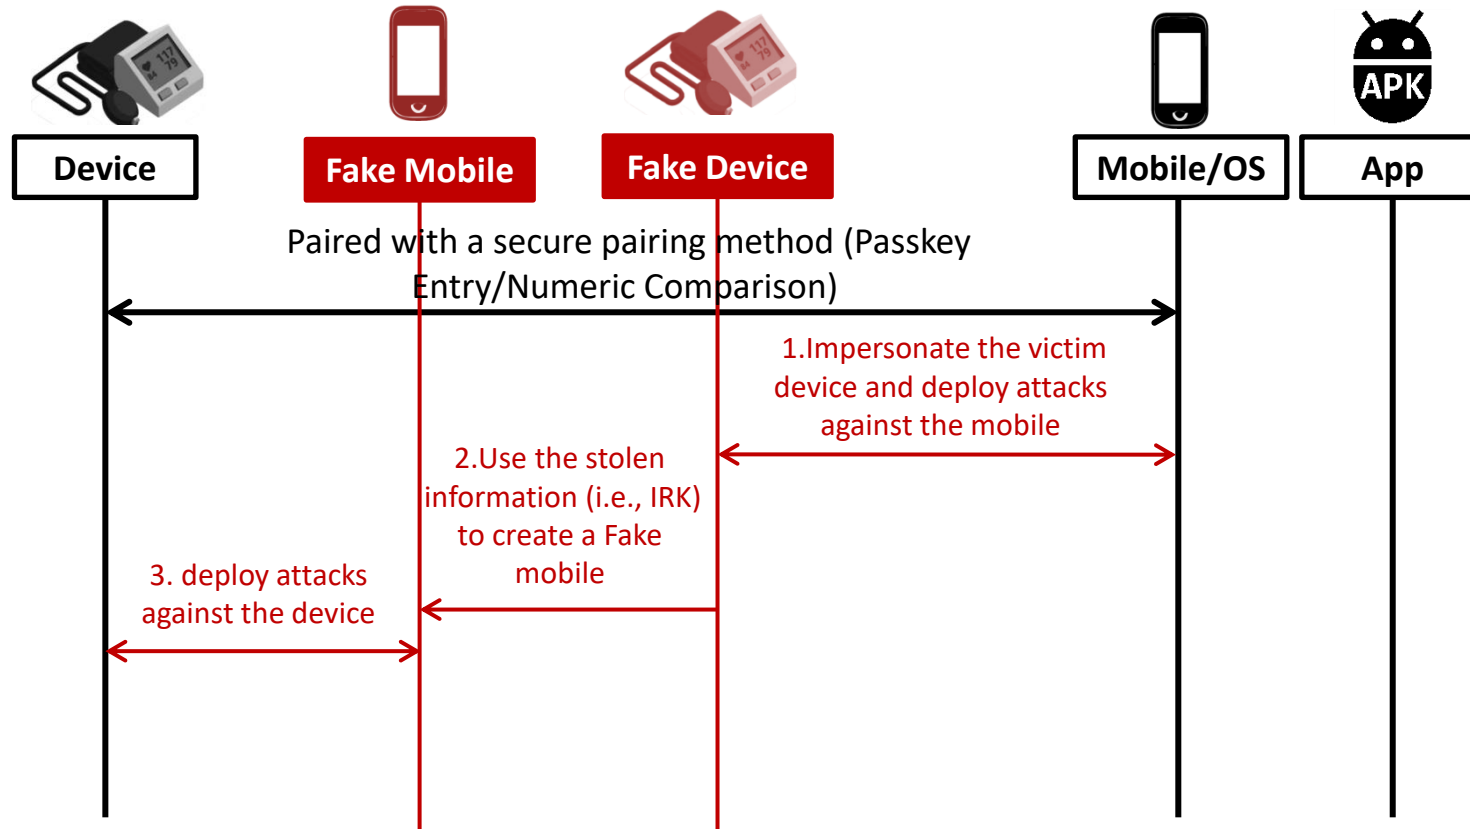 117
79
84
117
79
84
APK
Device
Fake Mobile
Fake Device
Mobile/OS
App
Paired with a secure pairing method (Passkey
Entry/Numeric Comparison)
1.Impersonate the victim
device and deploy attacks
against the mobile
2.Use the stolen
information (i.e., IRK)
to create a Fake
mobile
3. deploy attacks
against the device